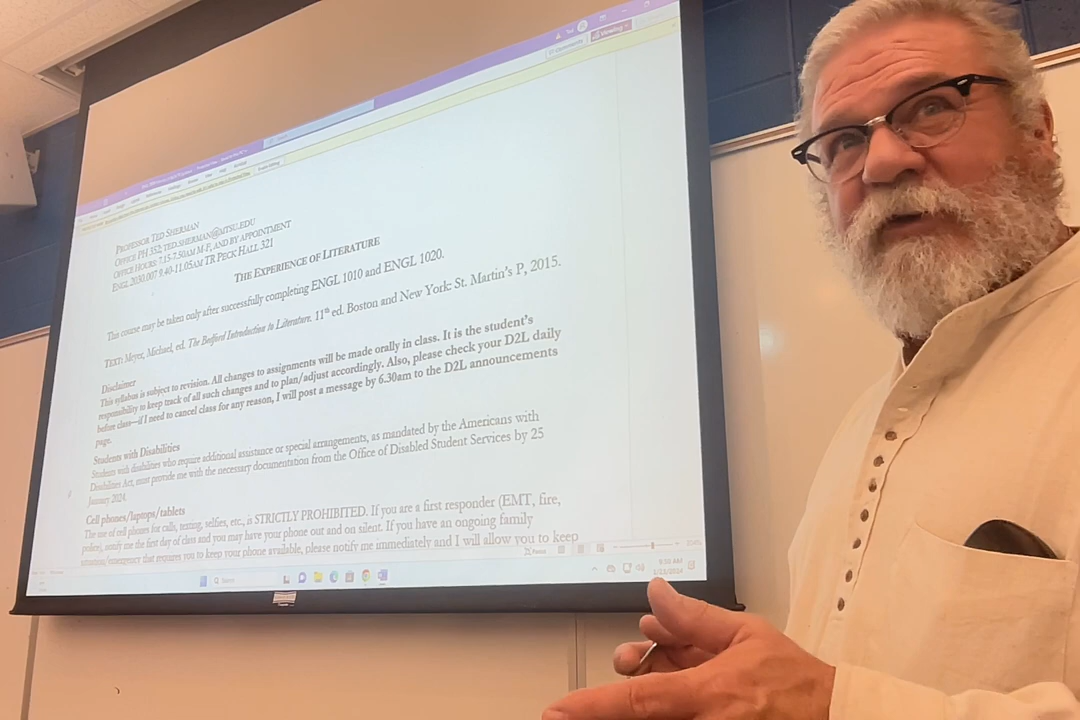 Comments
Viewing
PROFESSOR TED SHERMAN
OFFICE PH 352; TED.SHERMAN@MTSU.EDU
OFFICE HOURS: 7.15-7.50AM M-F, AND BY APPOINTMENT
ENGL 2030.007 9.40-11.05AM TR PECK HALL 321
THE EXPERIENCE OF LITERATURE
This course may be taken only after successfully completing ENGL 1010 and ENGL 1020.
TEXT: Meyer, Michael, ed. The Bedford Introduction to Literature. 11th ed. Boston and New York: St. Martin's P, 2015.
Disclaimer
This syllabus is subject to revision. All changes to assignments will be made orally in class. It is the student's
responsibility to keep track of all such changes and to plan/adjust accordingly. Also, please check your D2L daily
before class—if I need to cancel class for any reason, I will post a message by 6.30am to the D2L announcements
page.
Students with Disabilities
Students with disabilities who require additional assistance or special arrangements, as mandated by the Americans with
Disabilities Act, must provide me with the necessary documentation from the Office of Disabled Student Services by 25
January 2024.
Cell phones/laptops/tablets
The use of cell phones for calls, texting, selfies, etc., is STRICTLY PROHIBITED. If you are a first responder (EMT, fire,
police), notify me the first day of class and you may have your phone out and on silent. If you have an ongoing family
situation/emergency that requires you to keep your phone available, please notify me immediately and I will allow you to keep
Focus
Search